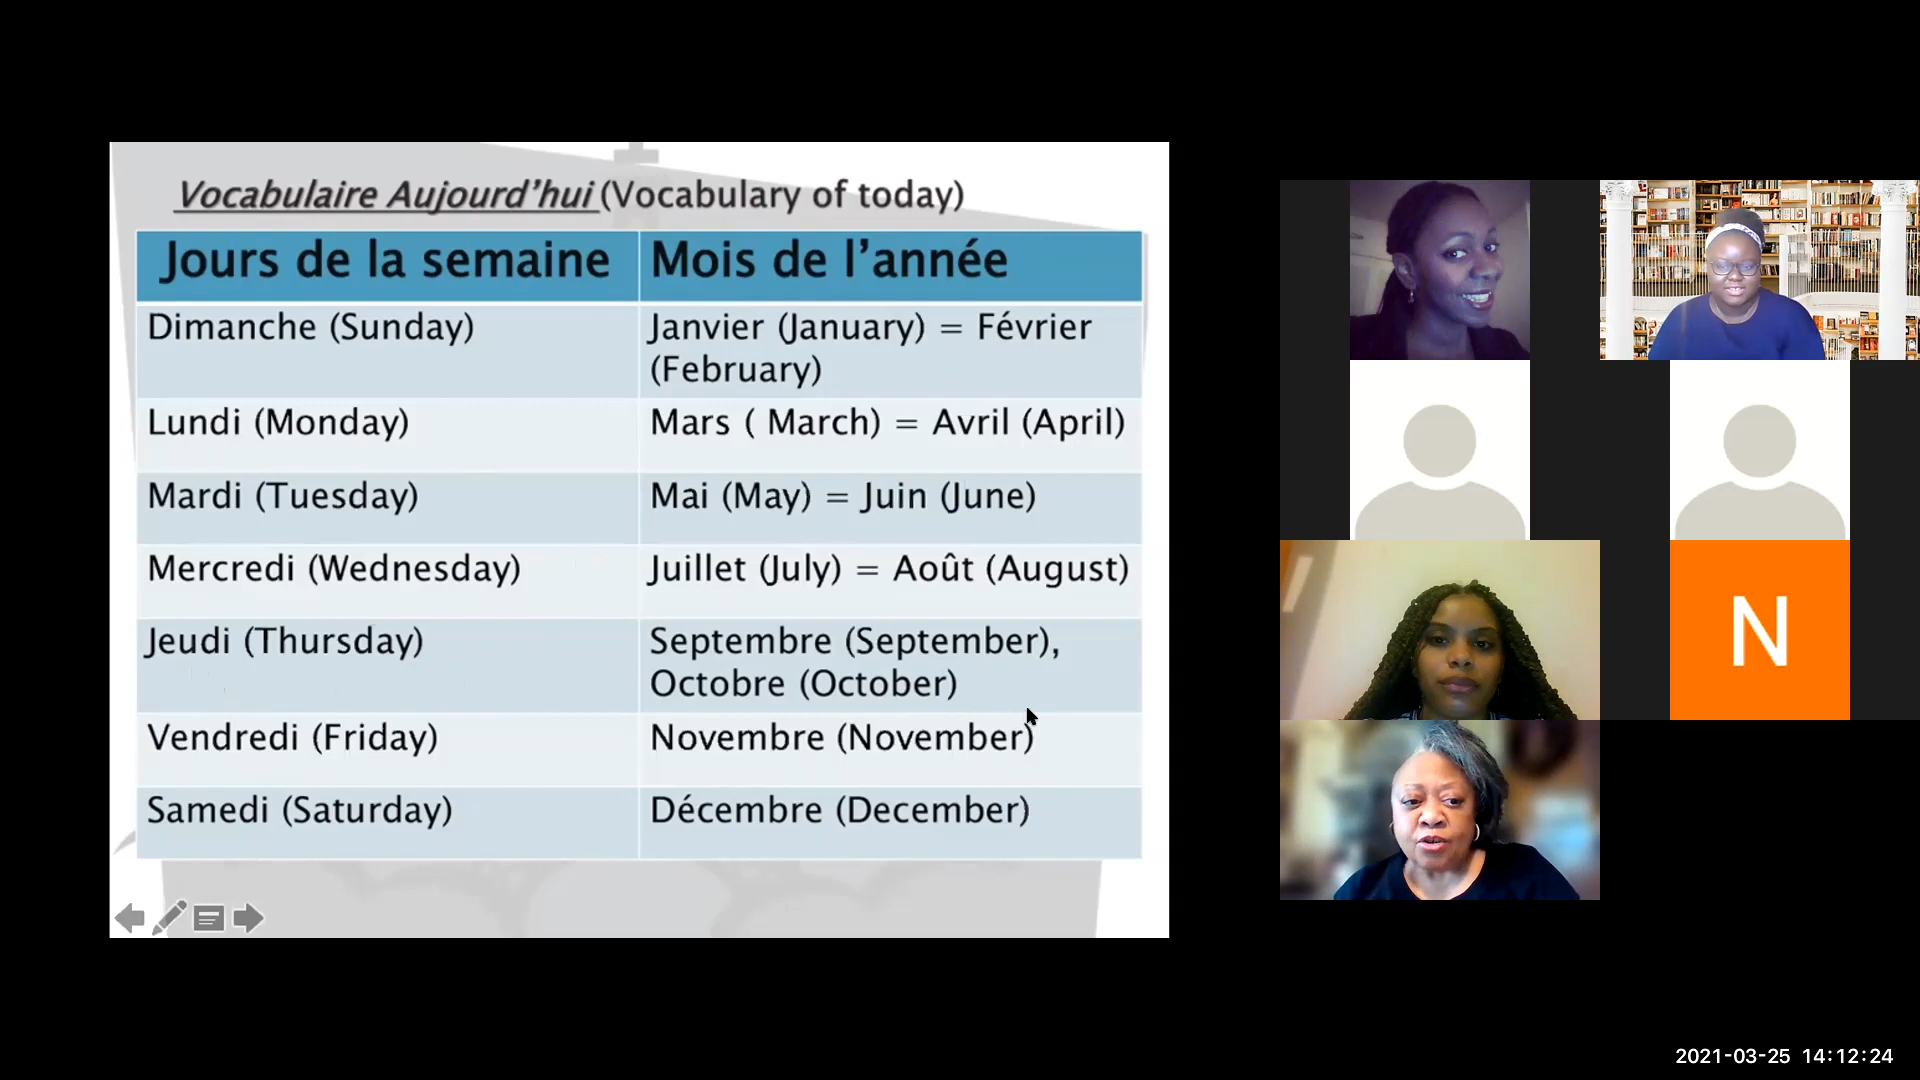 Vocabulaire Aujourd’hui (Vocabulary of today)
Jours de la semaine
Mois de l’année
Dimanche (Sunday)
Janvier (January) = Février
(February)
Lundi (Monday)
Mars ( March) = Avril (April)
Mardi (Tuesday)
Mai (May) = Juin (June)
Mercredi (Wednesday)
Juillet (July) = Août (August)
Jeudi (Thursday)
Septembre (September),
Octobre (October)
Vendredi (Friday)
Novembre (November)
Samedi (Saturday)
Décembre (December)
N
2021-03-25 14:12:24